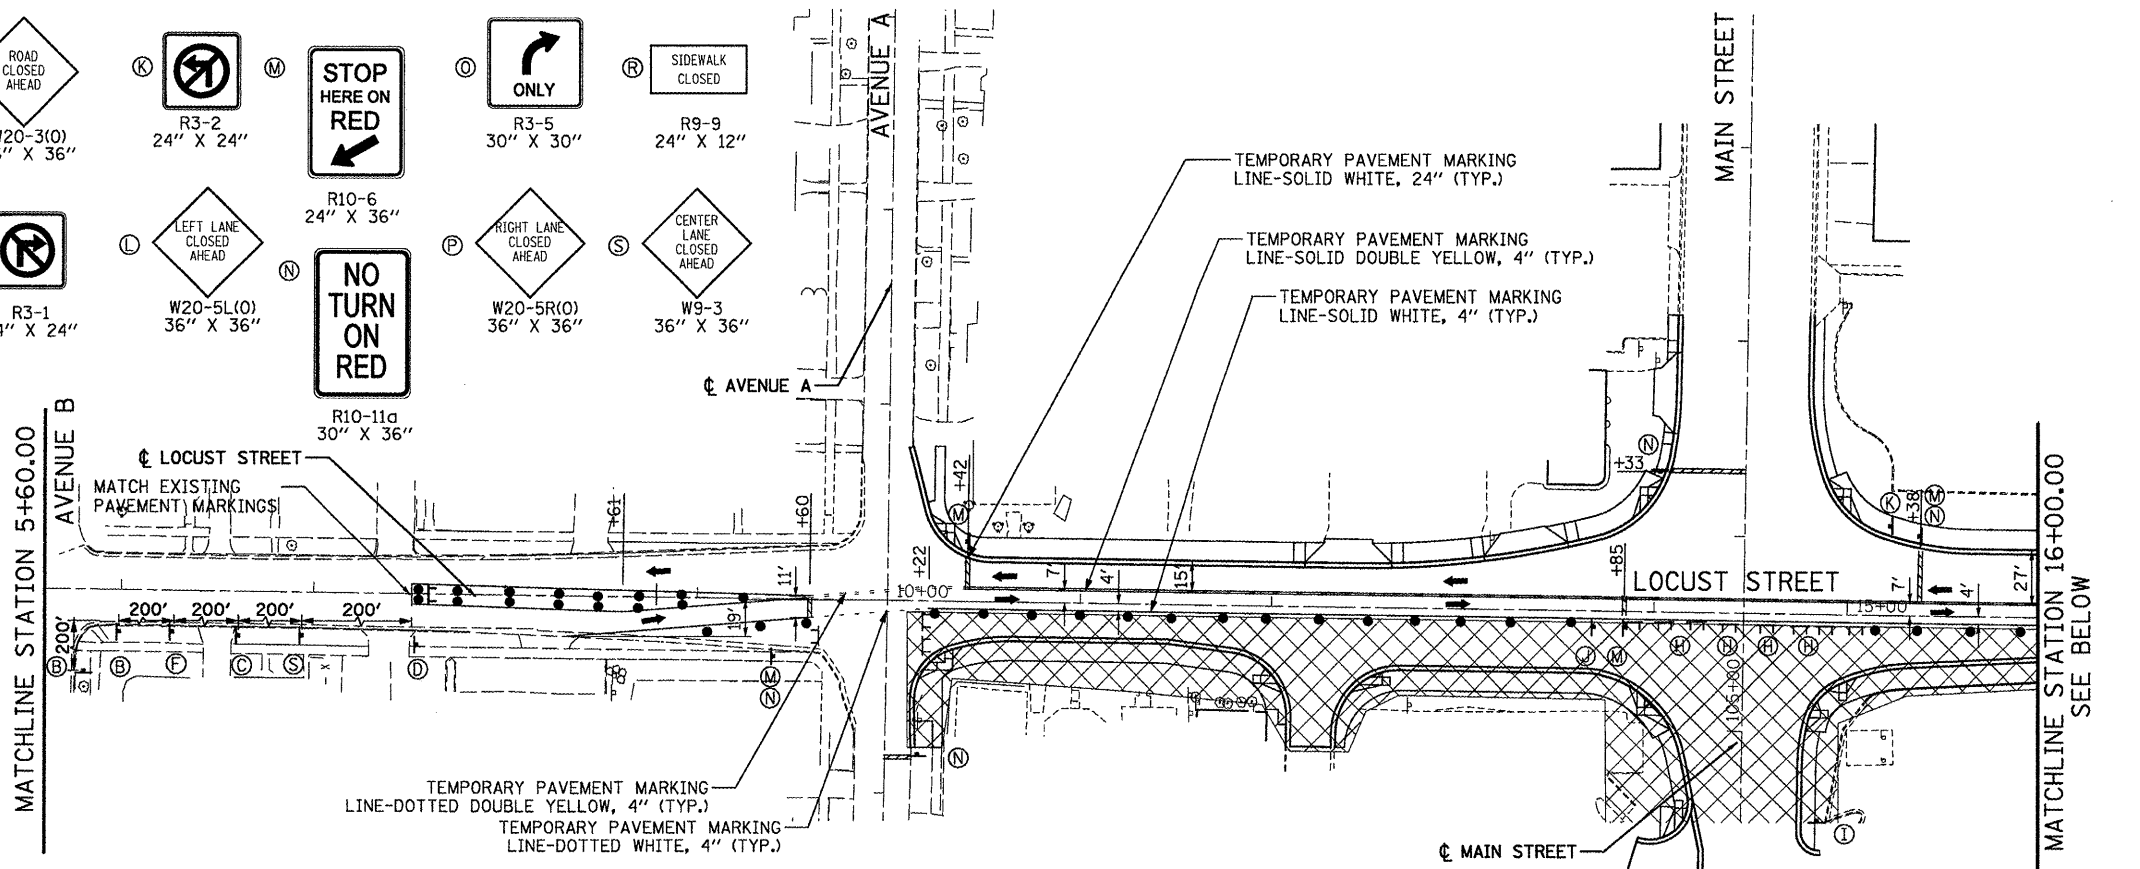 ROAD
CLOSED
AHEAD
W20-3(O)
36" X 36"
K
R3-2
24" X 24"
M
STOP
HERE ON
RED
R10-6
24" X 36"
O
ONLY
R3-5
30" X 30"
R
SIDEWALK
CLOSED
R9-9
24" X 12"
R3-1
24" X 24"
L
LEFT LANE
CLOSED
AHEAD
W20-5L(O)
36" X 36"
N
NO
TURN
ON
RED
R10-11a
30" X 36"
P
RIGHT LANE
CLOSED
AHEAD
W20-5R(O)
36" X 36"
S
CENTER
LANE
CLOSED
AHEAD
W9-3
36" X 36"
AVENUE A
MAIN STREET
TEMPORARY PAVEMENT MARKING
LINE-SOLID WHITE, 24" (TYP.)
TEMPORARY PAVEMENT MARKING
LINE-SOLID DOUBLE YELLOW, 4" (TYP.)
TEMPORARY PAVEMENT MARKING
LINE-SOLID WHITE, 4" (TYP.)
℄ AVENUE A
MATCHLINE STATION 5+60.00
AVENUE B
℄ LOCUST STREET
MATCH EXISTING
PAVEMENT MARKINGS
+61
+60
+22
+42
M
11'
19'
10+00
7'
4'
15'
+33
N
+85
LOCUST STREET
K
+38
M
N
15+00
7'
4'
27'
200'
200'
200'
200'
200'
B
B
F
C
S
D
M
N
N
J
M
H
H
H
H
106+00
I
TEMPORARY PAVEMENT MARKING
LINE-DOTTED DOUBLE YELLOW, 4" (TYP.)
TEMPORARY PAVEMENT MARKING
LINE-DOTTED WHITE, 4" (TYP.)
℄ MAIN STREET
MATCHLINE STATION 16+00.00
SEE BELOW